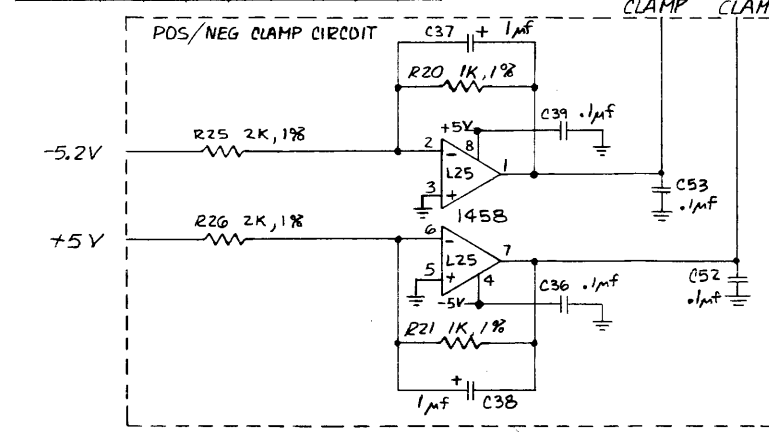 CLAMP CLAM
POS/NEG CLAMP CIRCUIT
C37 + 1µf
R20 1K, 1%
+5V
C39 .1µf
-5.2V
R25 2K, 1%
2
-
8
L25
1
3
+
C53
.1µf
1458
+5V
R26 2K, 1%
6
-
7
L25
5
+
4
-5V
C36 .1µf
C52
.1µf
R21 1K, 1%
+
1µf C38